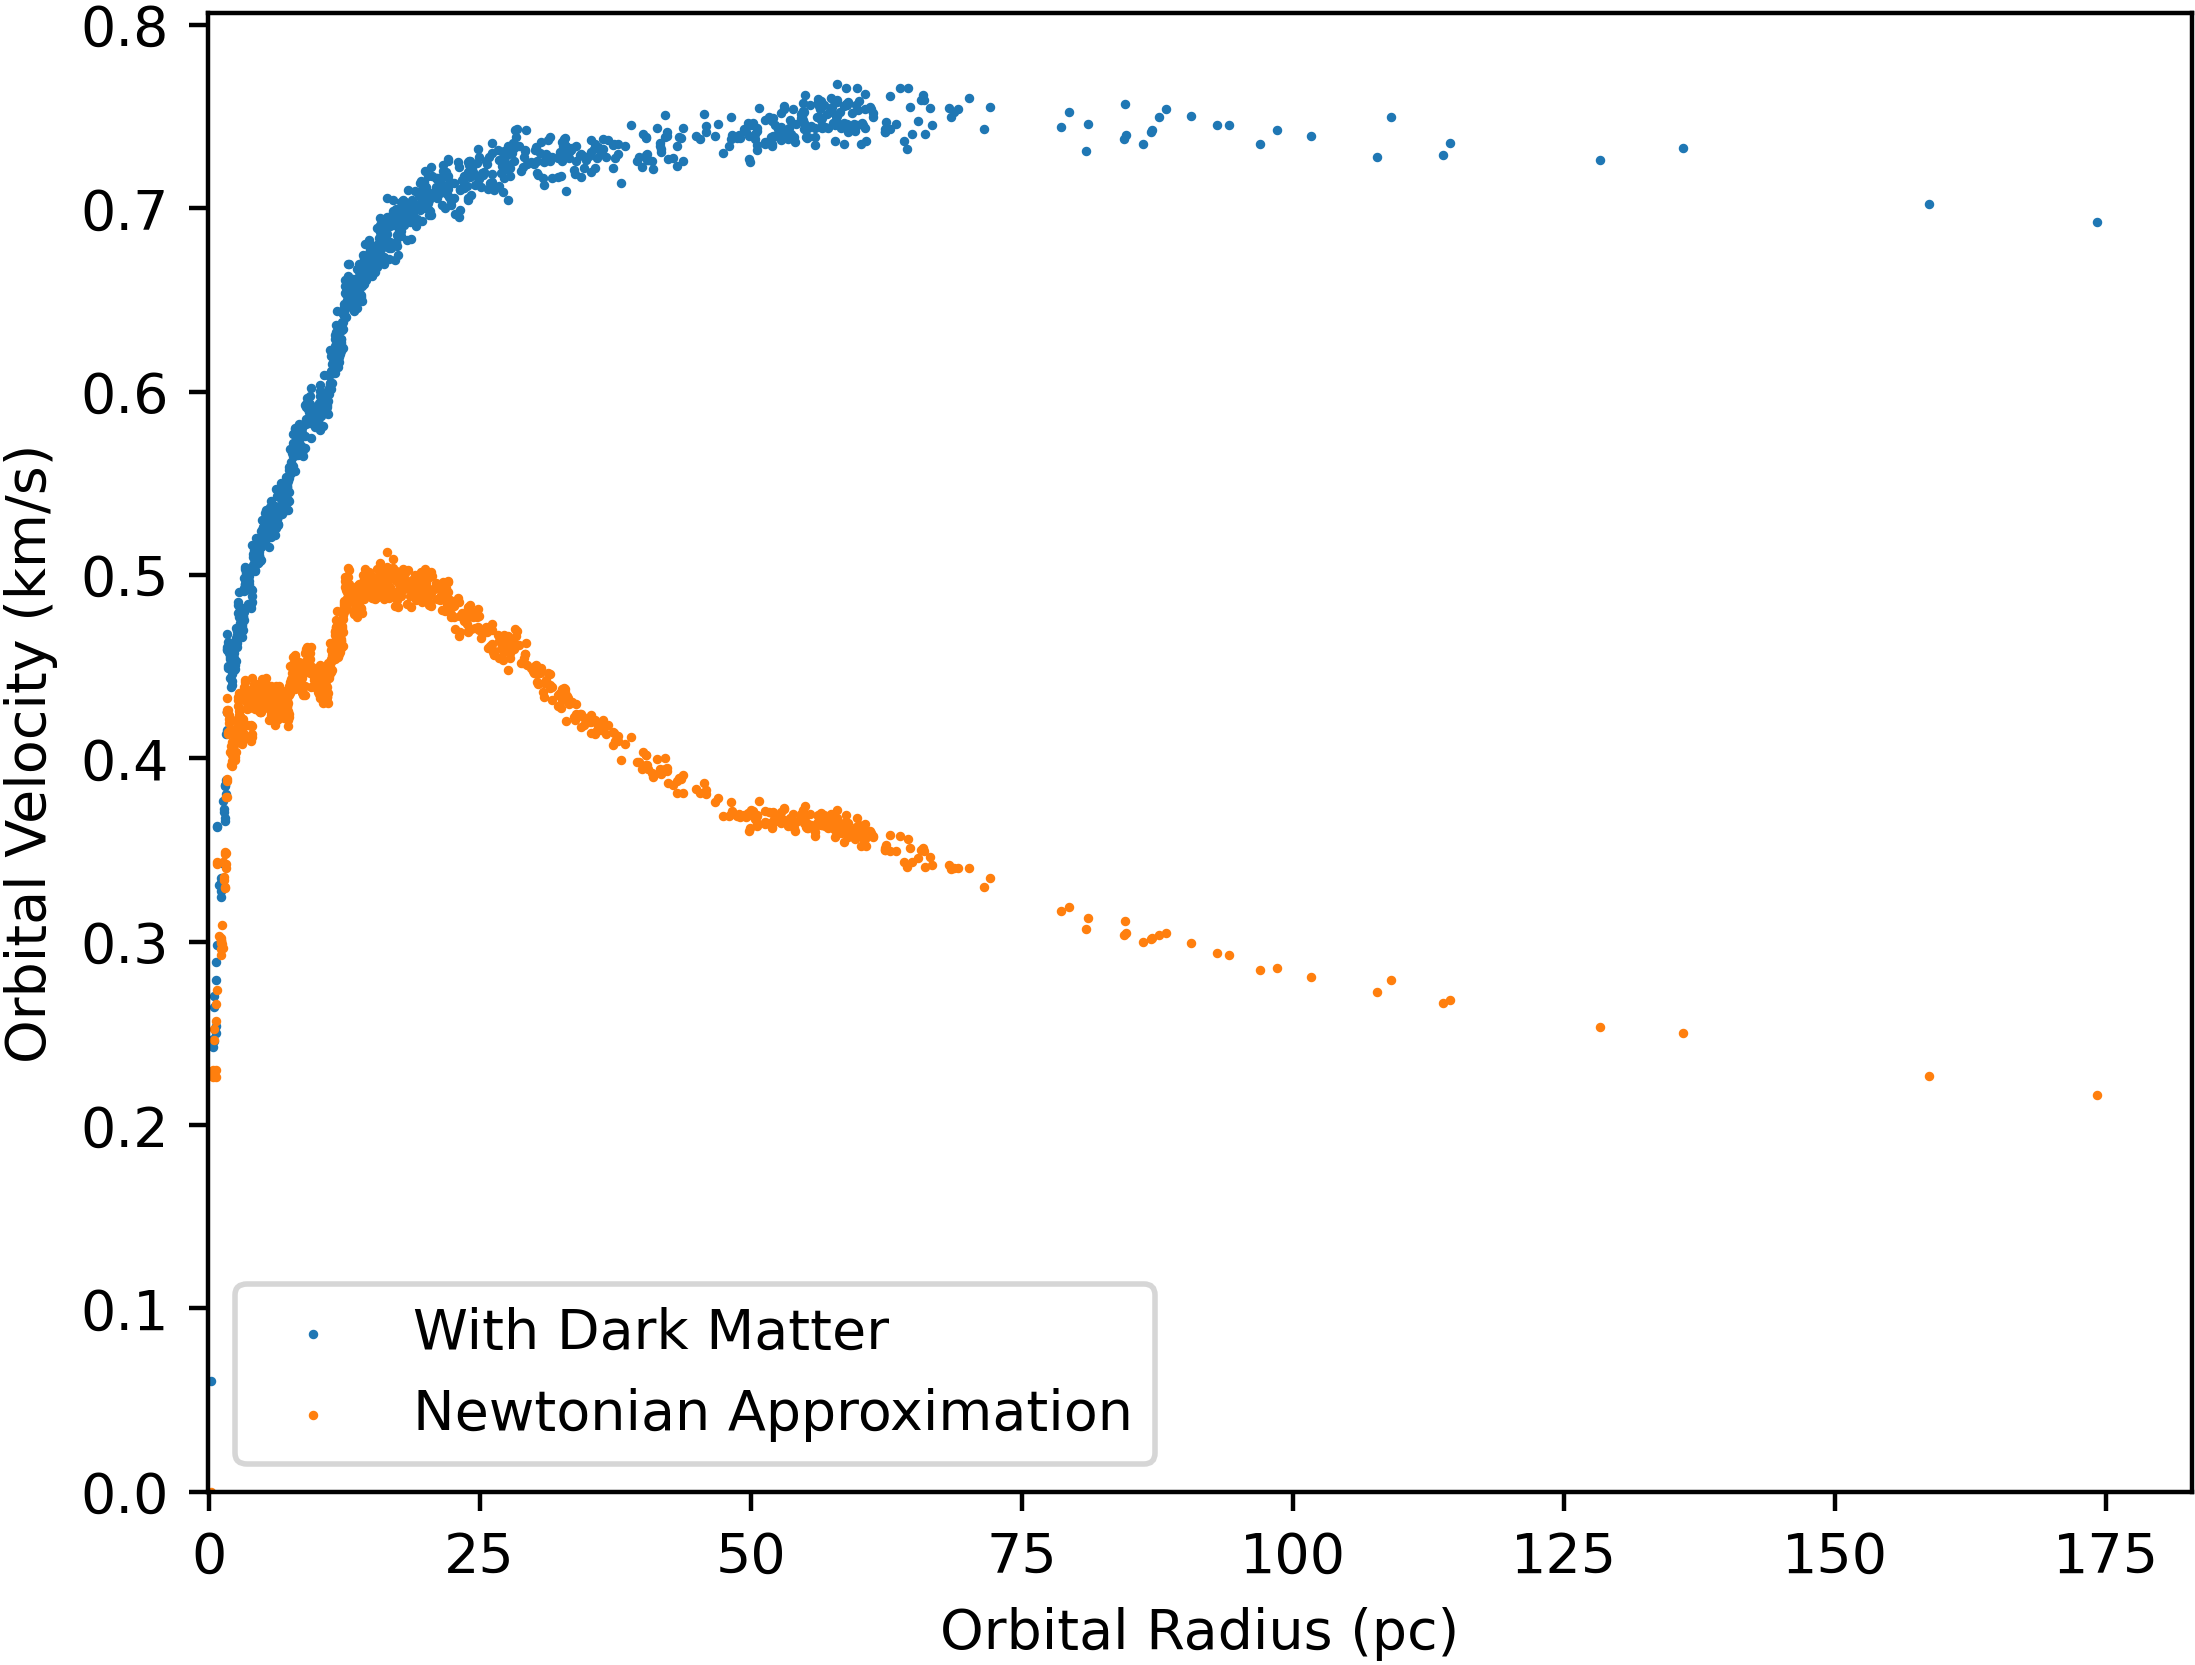 0.8
0.7
0.6
0.5
0.4
0.3
0.2
0.1
0.0
Orbital Velocity (km/s)
With Dark Matter
Newtonian Approximation
0 25 50 75 100 125 150 175
Orbital Radius (pc)